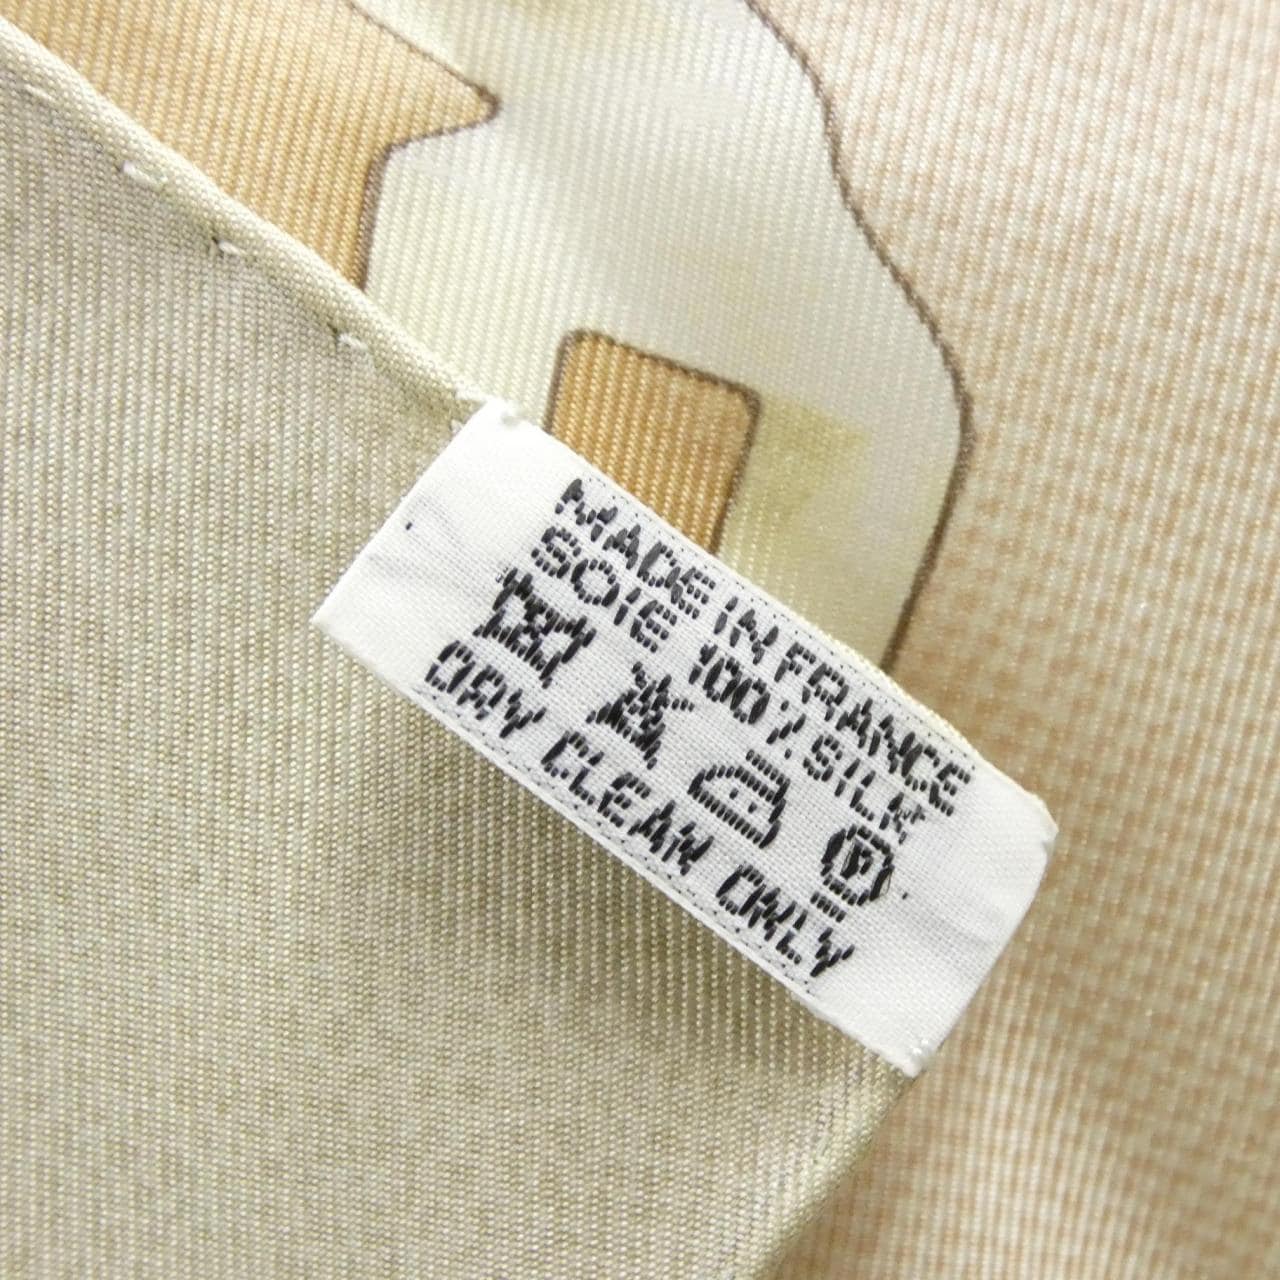 MADE IN FRANCE
SOIE 100% SILK
P
DRY CLEAN ONLY